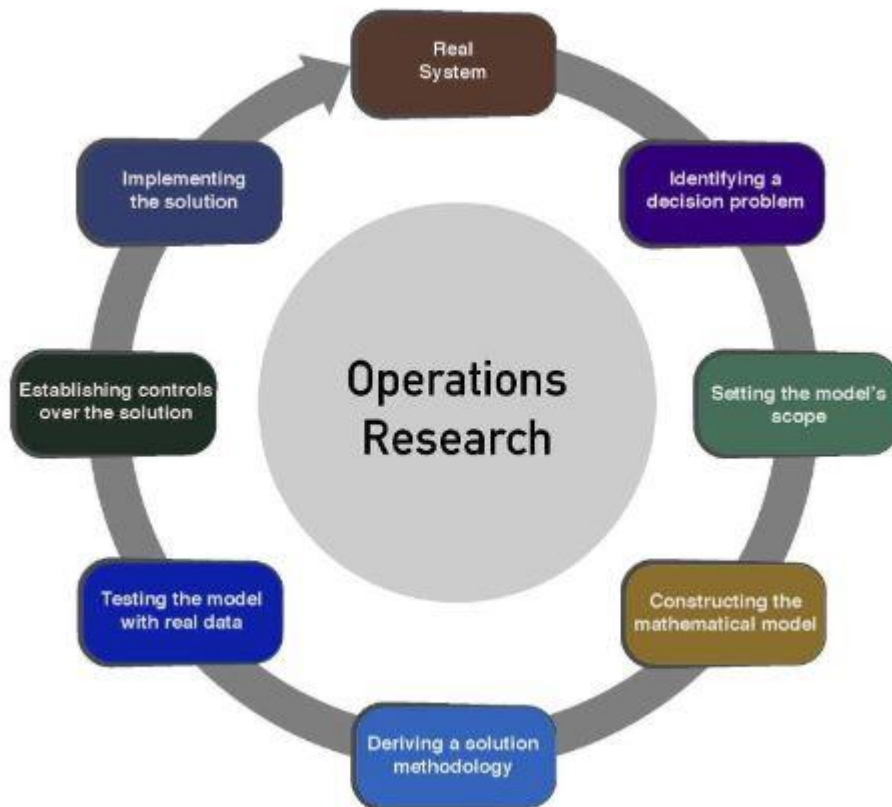 Real
System
Identifying a
decision problem
Setting the model's
scope
Constructing the
mathematical model
Deriving a solution
methodology
Testing the model
with real data
Establishing controls
over the solution
Implementing
the solution
Operations
Research